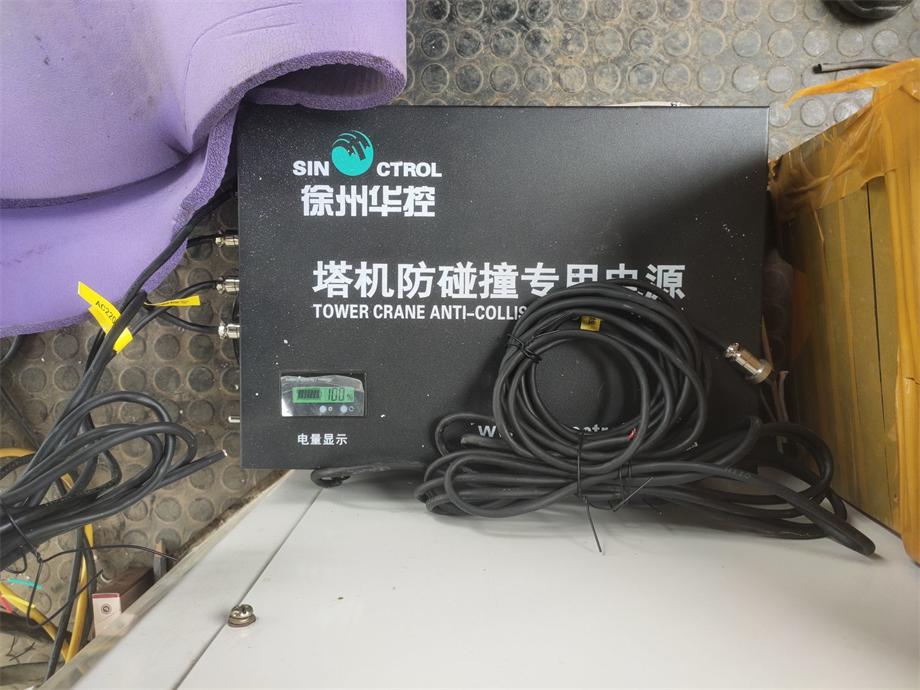 SIN CTROL
徐州华控
塔机防碰撞专用电源
TOWER CRANE ANTI-COLLIS
AC220
100%
电量显示